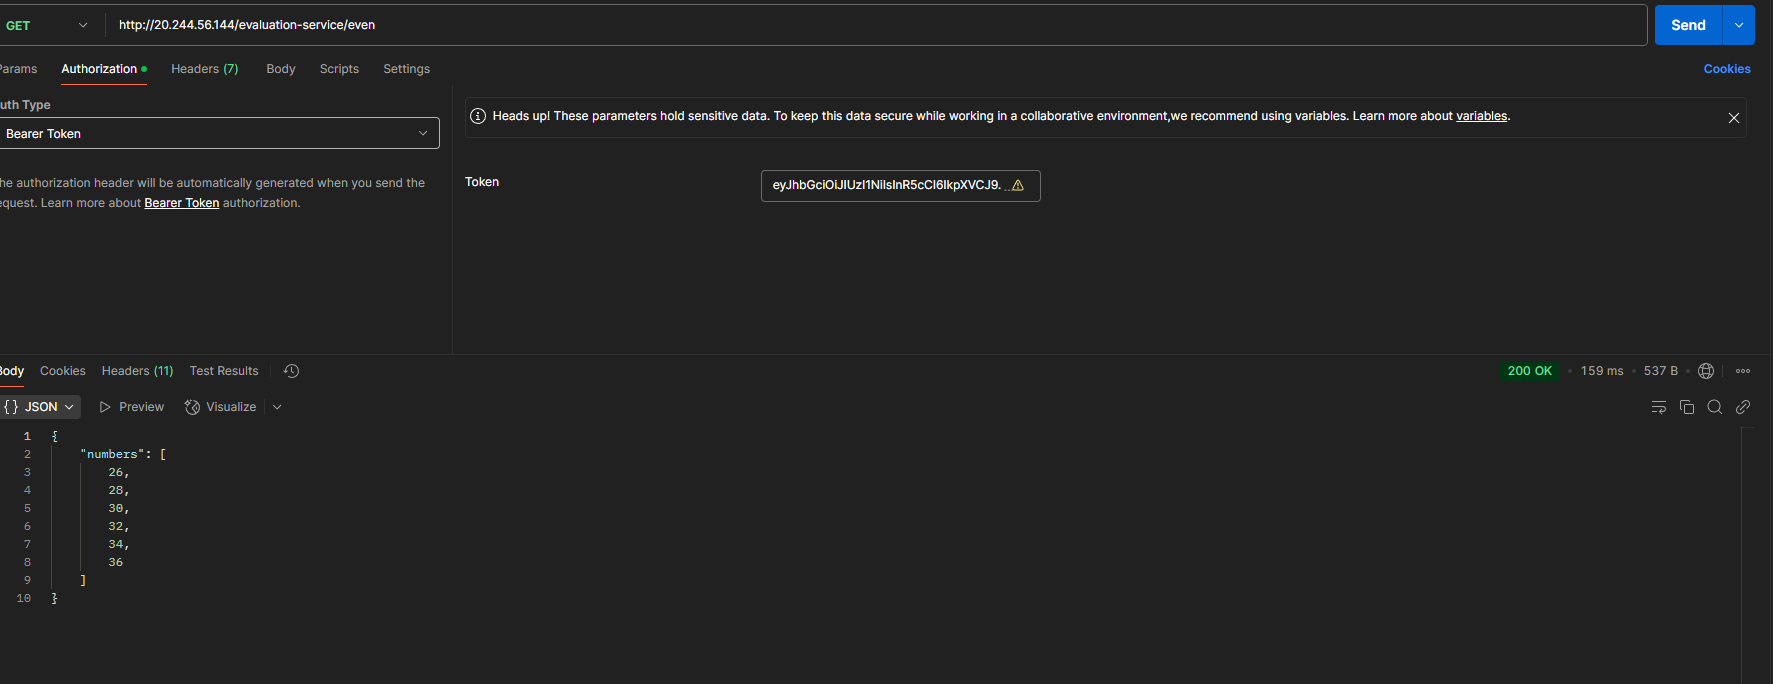 GET http://20.244.56.144/evaluation-service/even Send
Params Authorization Headers (7) Body Scripts Settings Cookies
uth Type
Bearer Token
he authorization header will be automatically generated when you send the
equest. Learn more about Bearer Token authorization.
Heads up! These parameters hold sensitive data. To keep this data secure while working in a collaborative environment,we recommend using variables. Learn more about variables.
Token eyJhbGciOiJIUzI1NiIsInR5cCI6IkpXVCJ9. ...
Body Cookies Headers (11) Test Results 200 OK • 159 ms • 537 B •
{} JSON Preview Visualize
1 {
2 "numbers": [
3 26,
4 28,
5 30,
6 32,
7 34,
8 36
9 ]
10 }